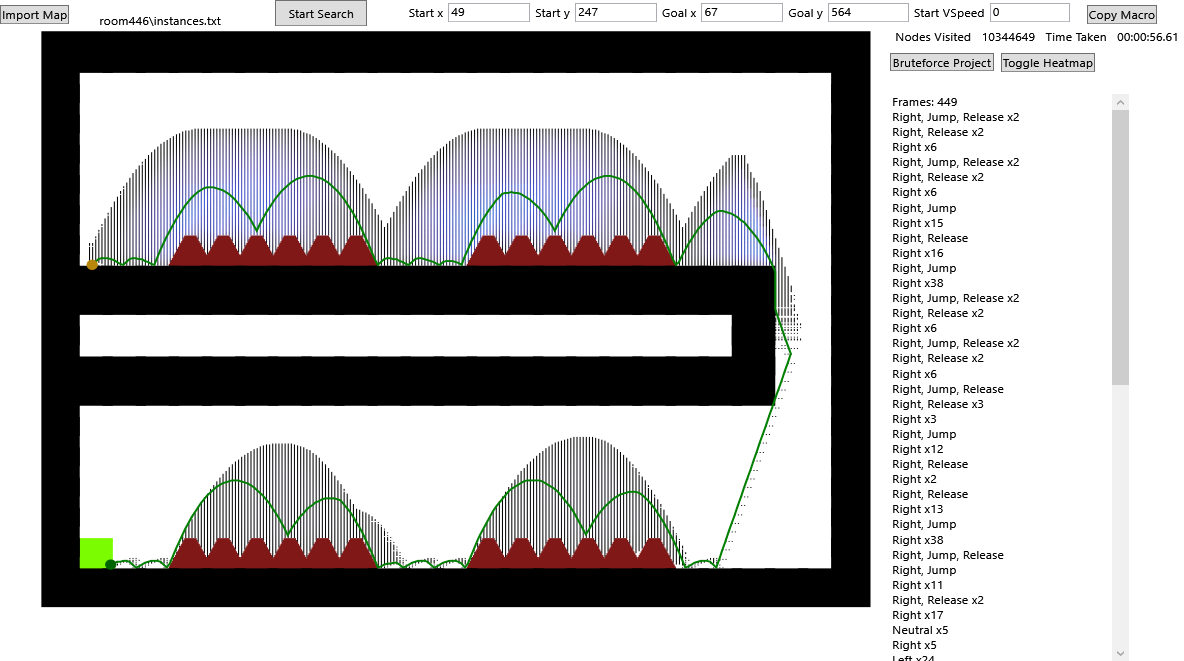 Import Map
room446\instances.txt
Start Search
Start x 49 Start y 247 Goal x 67 Goal y 564 Start VSpeed 0
Copy Macro
Nodes Visited 10344649 Time Taken 00:00:56.61
Bruteforce Project
Toggle Heatmap
Frames: 449
Right, Jump, Release x2
Right, Release x2
Right x6
Right, Jump, Release x2
Right, Release x2
Right x6
Right, Jump
Right x15
Right, Release
Right x16
Right, Jump
Right x38
Right, Jump, Release x2
Right, Release x2
Right x6
Right, Jump, Release x2
Right, Release x2
Right x6
Right, Jump, Release
Right, Release x3
Right x3
Right, Jump
Right x12
Right, Release
Right x2
Right, Release
Right x13
Right, Jump
Right x38
Right, Jump, Release
Right, Jump
Right x11
Right, Release x2
Right x17
Neutral x5
Right x5
Left x24